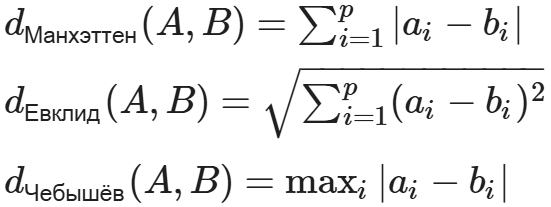 d_Манхэттен(A, B) = ∑_{i=1}^{p} |a_i − b_i|
d_Евклид(A, B) = √(∑_{i=1}^{p}(a_i − b_i)^2)
d_Чебышёв(A, B) = max_i |a_i − b_i|